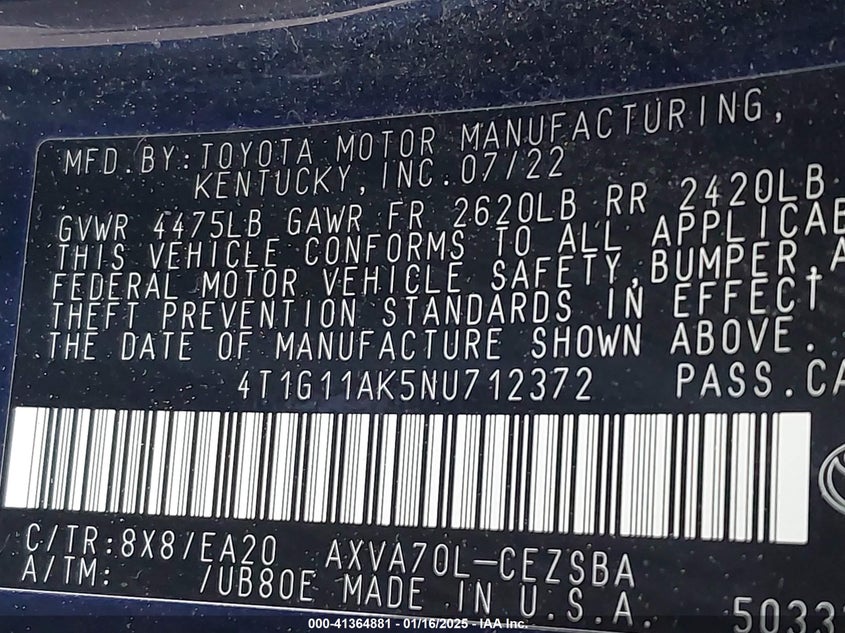 MFD.BY:TOYOTA MOTOR MANUFACTURING,
KENTUCKY, INC.07/22
GVWR 4475LB GAWR FR 2620LB RR 2420LB
THIS VEHICLE CONFORMS TO ALL APPLICAB
FEDERAL MOTOR VEHICLE SAFETY,BUMPER,A
THEFT PREVENTION STANDARDS IN EFFECT
THE DATE OF MANUFACTURE SHOWN ABOVE.
4T1G11AK5NU712372 PASS.CA
C/TR:8X8/EA20 AXVA70L-CEZSBA
A/TM: /UB80E MADE IN U.S.A. 5033
000-41364881 - 01/16/2025 - IAA Inc.